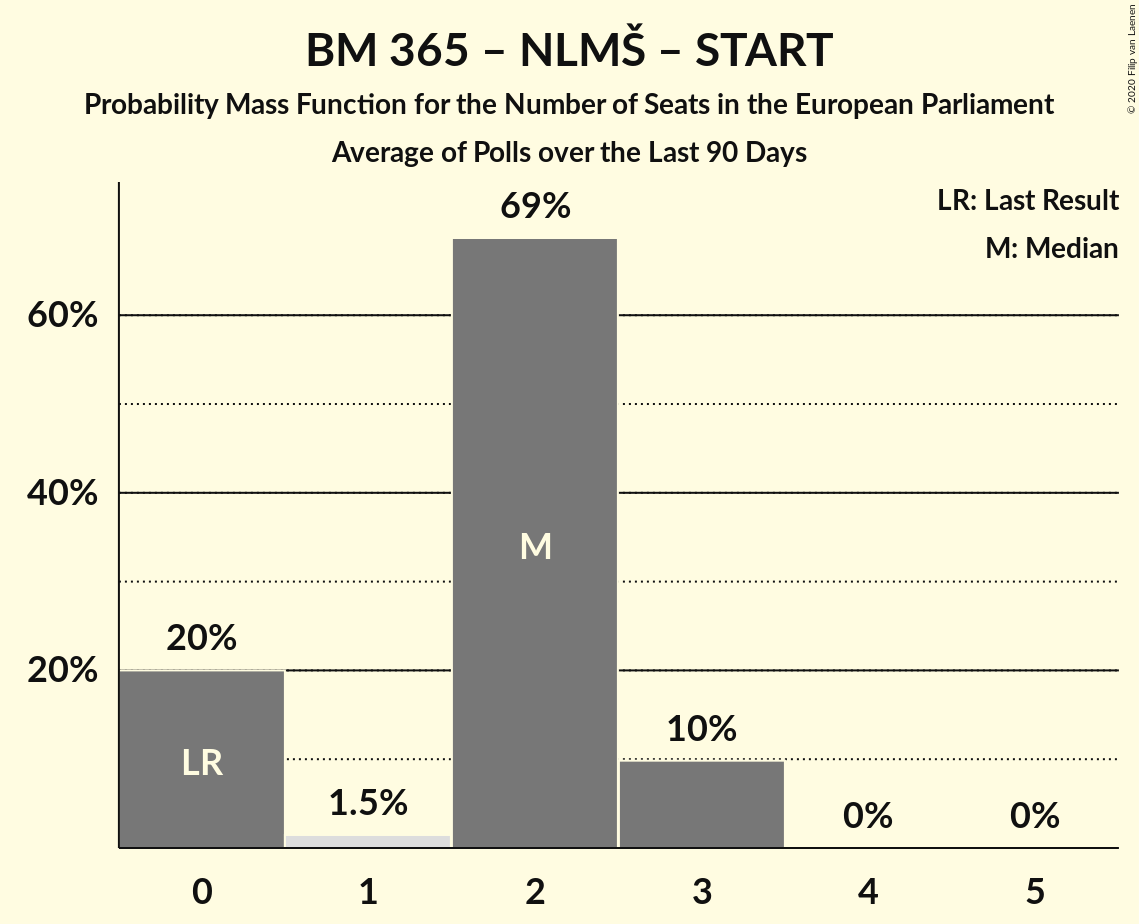 BM 365 – NLMŠ – START
Probability Mass Function for the Number of Seats in the European Parliament
Average of Polls over the Last 90 Days
© 2020 Filip van Laenen
LR: Last Result
M: Median
69%
60%
40%
M
20%
20%
10%
LR
1.5%
0%
0%
0 1 2 3 4 5